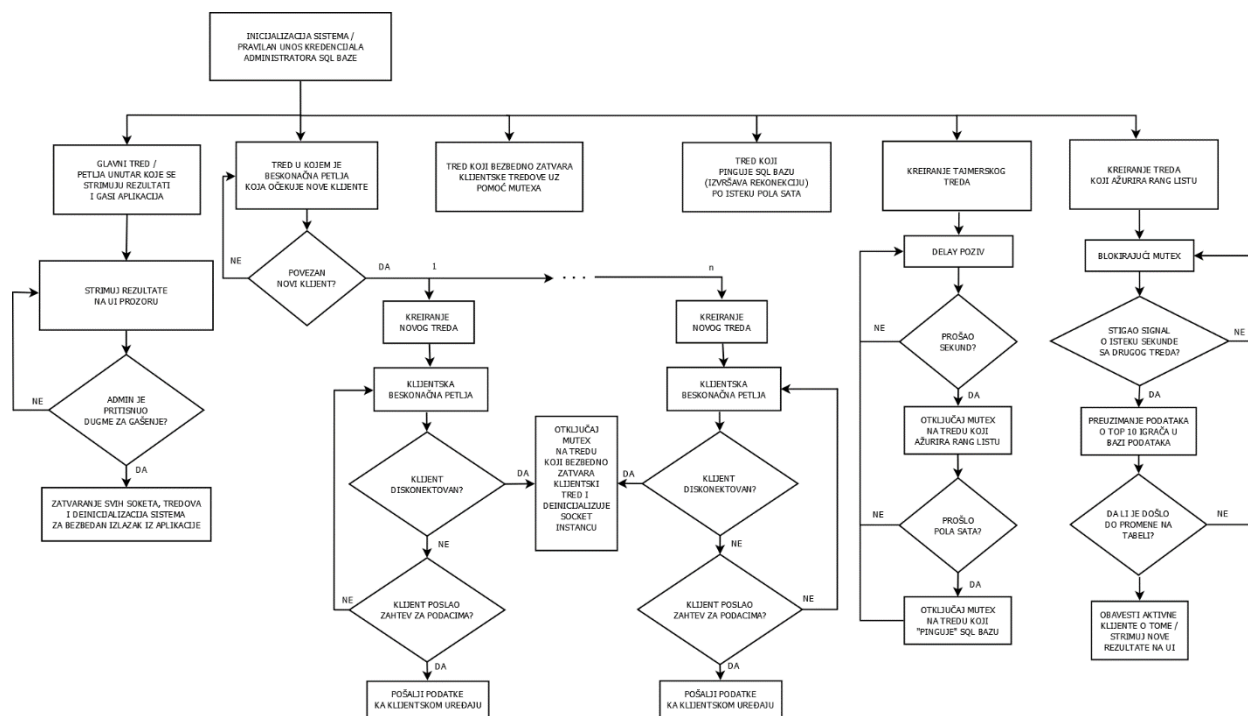 INICIJALIZACIJA SISTEMA /
PRAVILAN UNOS KREDENCIJALA
ADMINISTRATORA SQL BAZE
GLAVNI TRED /
PETLJA UNUTAR KOJE SE
STRIMUJU REZULTATI
I GASI APLIKACIJA
TRED U KOJEM JE
BESKONAČNA PETLJA
KOJA OČEKUJE NOVE KLIJENTE
TRED KOJI BEZBEDNO ZATVARA
KLIJENTSKE TREDOVE UZ
POMOĆ MUTEXA
TRED KOJI
PINGUJE SQL BAZU
(IZVRŠAVA REKONEKCIJU)
PO ISTEKU POLA SATA
KREIRANJE TAJMERSKOG
TREDA
KREIRANJE TREDA
KOJI AŽURIRA RANG LISTU
STRIMUJ REZULTATE
NA UI PROZORU
NE
ADMIN JE
PRITISNUO
DUGME ZA GAŠENJE?
DA
ZATVARANJE SVIH SOKETA, TREDOVA
I DEINICIJALIZACIJA SISTEMA
ZA BEZBEDAN IZLAZAK IZ APLIKACIJE
NE
POVEZAN
NOVI KLIJENT?
DA
1
. . .
n
KREIRANJE
NOVOG TREDA
KLIJENTSKA
BESKONAČNA PETLJA
KLIJENT
DISKONEKTOVAN?
DA
NE
KLIJENT POSLAO
ZAHTEV ZA PODACIMA?
NE
DA
POŠALJI PODATKE
KA KLIJENTSKOM UREĐAJU
OTKLJUČAJ
MUTEX
NA TREDU
KOJI BEZBEDNO
ZATVARA
KLIJENTSKI
TRED I
DEINICIJALIZUJE
SOCKET
INSTANCU
KREIRANJE
NOVOG TREDA
KLIJENTSKA
BESKONAČNA PETLJA
KLIJENT
DISKONEKTOVAN?
DA
NE
KLIJENT POSLAO
ZAHTEV ZA PODACIMA?
NE
DA
POŠALJI PODATKE
KA KLIJENTSKOM UREĐAJU
DELAY POZIV
PROŠAO
SEKUND?
NE
DA
OTKLJUČAJ MUTEX
NA TREDU KOJI
AŽURIRA RANG LISTU
PROŠLO
POLA SATA?
NE
DA
OTKLJUČAJ MUTEX
NA TREDU KOJI
"PINGUJE" SQL BAZU
BLOKIRAJUĆI MUTEX
STIGAO SIGNAL
O ISTEKU SEKUNDE
SA DRUGOG TREDA?
NE
DA
PREUZIMANJE PODATAKA
O TOP 10 IGRAČA U
BAZI PODATAKA
DA LI JE DOŠLO
DO PROMENE NA
TABELI?
NE
DA
OBAVESTI AKTIVNE
KLIJENTE O TOME /
STRIMUJ NOVE
REZULTATE NA UI